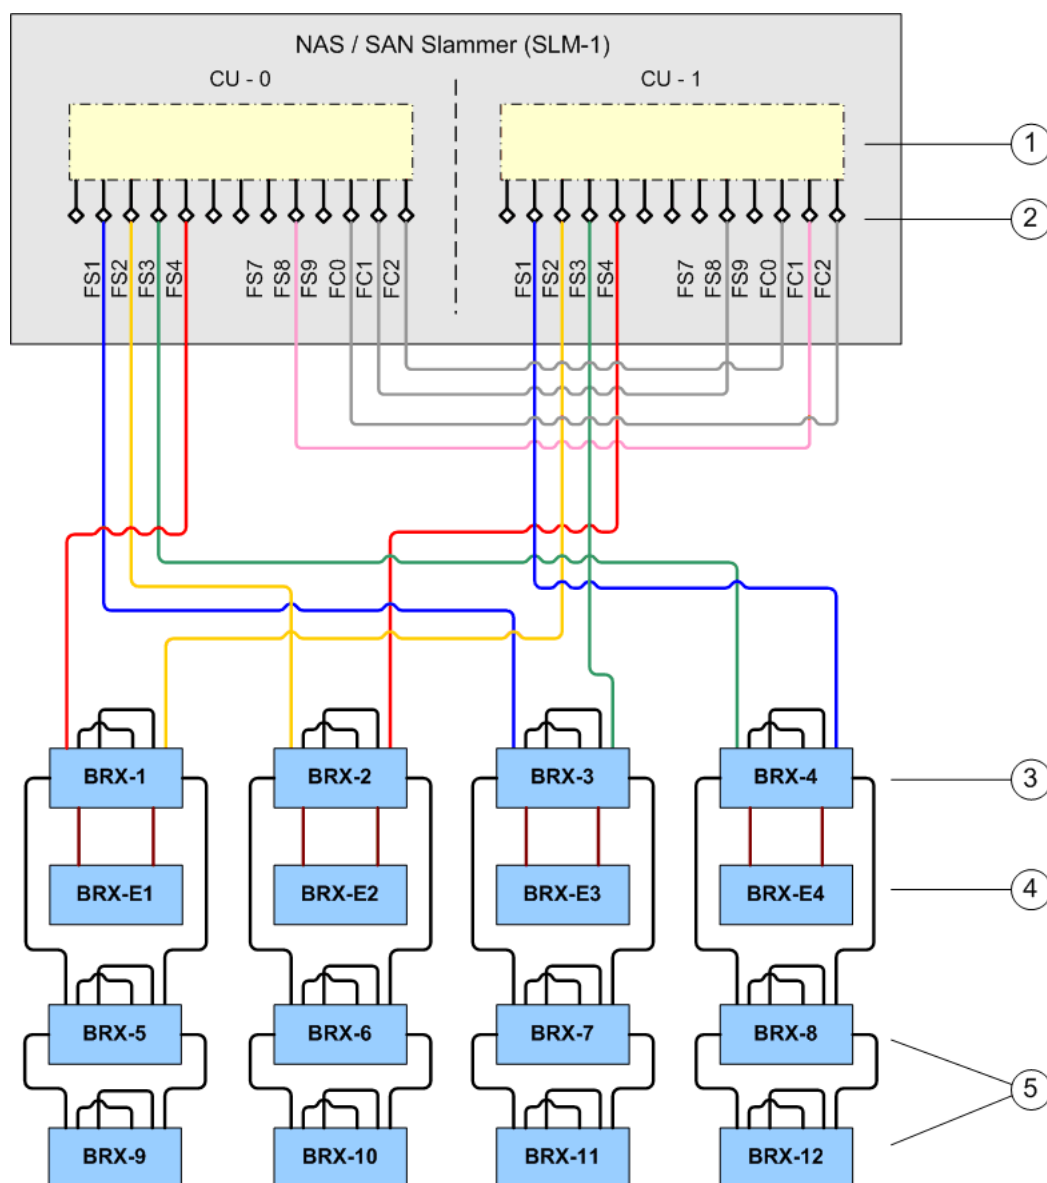 NAS / SAN Slammer (SLM-1)
CU - 0
CU - 1
1
2
FS1
FS2
FS3
FS4
FS7
FS8
FS9
FC0
FC1
FC2
FS1
FS2
FS3
FS4
FS7
FS8
FS9
FC0
FC1
FC2
BRX-1
BRX-2
BRX-3
BRX-4
3
BRX-E1
BRX-E2
BRX-E3
BRX-E4
4
BRX-5
BRX-6
BRX-7
BRX-8
5
BRX-9
BRX-10
BRX-11
BRX-12